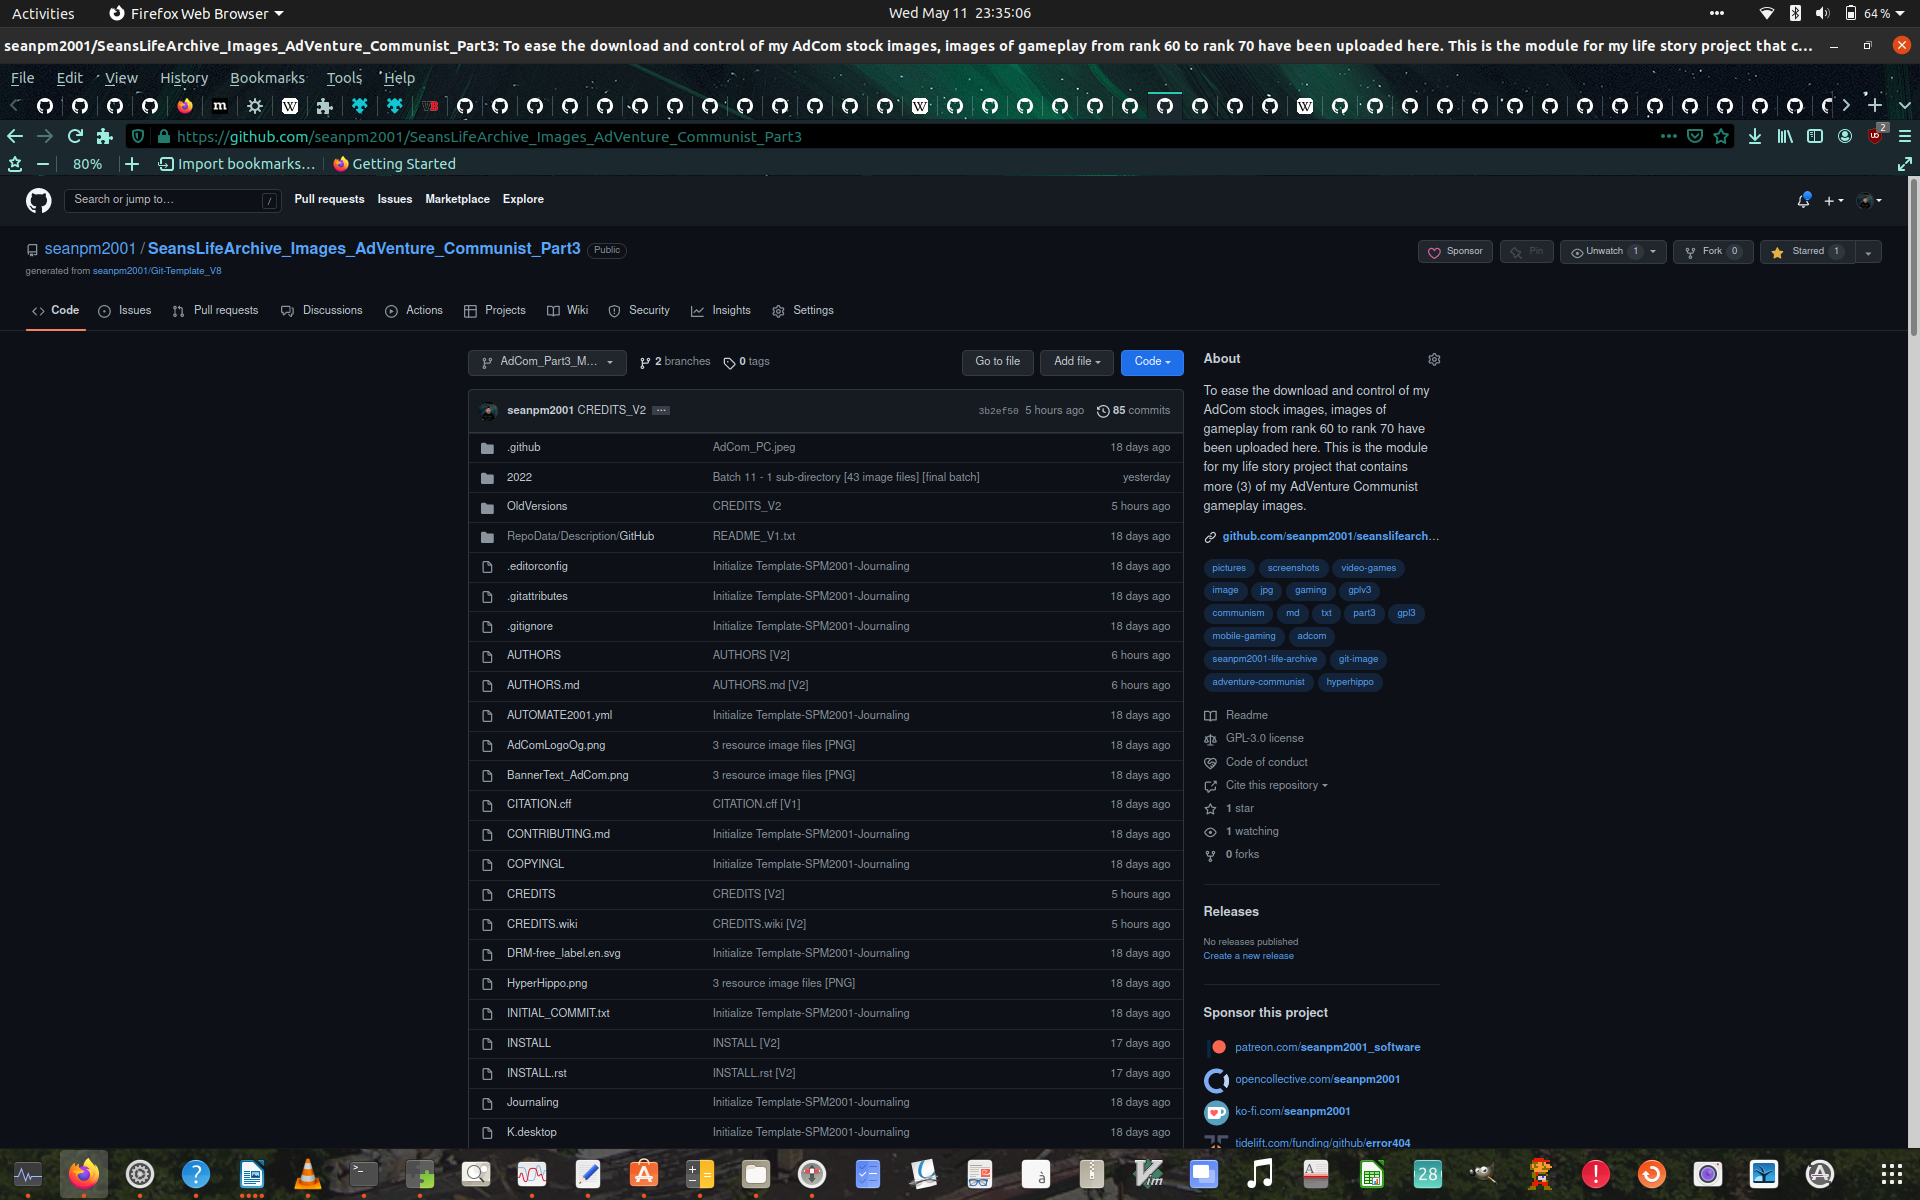 Activities Firefox Web Browser Wed May 11 23:35:06 64%
seanpm2001/SeansLifeArchive_Images_AdVenture_Communist_Part3: To ease the download and control of my AdCom stock images, images of gameplay from rank 60 to rank 70 have been uploaded here. This is the module for my life story project that c...
File Edit View History Bookmarks Tools Help
https://github.com/seanpm2001/SeansLifeArchive_Images_AdVenture_Communist_Part3 2
80% Import bookmarks... Getting Started
Search or jump to... / Pull requests Issues Marketplace Explore
seanpm2001 / SeansLifeArchive_Images_AdVenture_Communist_Part3 Public Sponsor Pin Unwatch 1 Fork 0 Starred 1
generated from seanpm2001/Git-Template_V8
Code Issues Pull requests Discussions Actions Projects Wiki Security Insights Settings
AdCom_Part3_M... 2 branches 0 tags Go to file Add file Code
seanpm2001 CREDITS_V2 3b2ef50 5 hours ago 85 commits
.github AdCom_PC.jpeg 18 days ago
2022 Batch 11 - 1 sub-directory [43 image files] [final batch] yesterday
OldVersions CREDITS_V2 5 hours ago
RepoData/Description/GitHub README_V1.txt 18 days ago
.editorconfig Initialize Template-SPM2001-Journaling 18 days ago
.gitattributes Initialize Template-SPM2001-Journaling 18 days ago
.gitignore Initialize Template-SPM2001-Journaling 18 days ago
AUTHORS AUTHORS [V2] 6 hours ago
AUTHORS.md AUTHORS.md [V2] 6 hours ago
AUTOMATE2001.yml Initialize Template-SPM2001-Journaling 18 days ago
AdComLogoOg.png 3 resource image files [PNG] 18 days ago
BannerText_AdCom.png 3 resource image files [PNG] 18 days ago
CITATION.cff CITATION.cff [V1] 18 days ago
CONTRIBUTING.md Initialize Template-SPM2001-Journaling 18 days ago
COPYINGL Initialize Template-SPM2001-Journaling 18 days ago
CREDITS CREDITS [V2] 5 hours ago
CREDITS.wiki CREDITS.wiki [V2] 5 hours ago
DRM-free_label.en.svg Initialize Template-SPM2001-Journaling 18 days ago
HyperHippo.png 3 resource image files [PNG] 18 days ago
INITIAL_COMMIT.txt Initialize Template-SPM2001-Journaling 18 days ago
INSTALL INSTALL [V2] 17 days ago
INSTALL.rst INSTALL.rst [V2] 17 days ago
Journaling Initialize Template-SPM2001-Journaling 18 days ago
K.desktop Initialize Template-SPM2001-Journaling 18 days ago
About
To ease the download and control of my
AdCom stock images, images of
gameplay from rank 60 to rank 70 have
been uploaded here. This is the module
for my life story project that contains
more (3) of my AdVenture Communist
gameplay images.
github.com/seanpm2001/seanslifearch...
pictures screenshots video-games
image jpg gaming gplv3
communism md txt part3 gpl3
mobile-gaming adcom
seanpm2001-life-archive git-image
adventure-communist hyperhippo
Readme
GPL-3.0 license
Code of conduct
Cite this repository
1 star
1 watching
0 forks
Releases
No releases published
Create a new release
Sponsor this project
patreon.com/seanpm2001_software
opencollective.com/seanpm2001
ko-fi.com/seanpm2001
tidelift.com/funding/github/error404
28